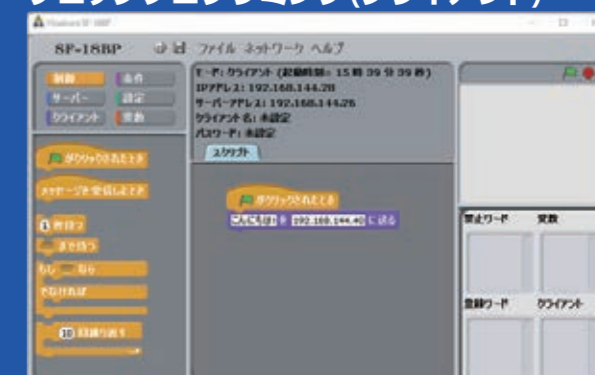 SP-18BP ファイル ネットワーク ヘルプ
制御 条件
サーバー 設定
クライアント 変数
モード: クライアント (起動時間: 15 時 39 分 39 秒)
IPアドレス: 192.168.144.28
サーバーアドレス: 192.168.144.26
クライアント名: 未設定
パスワード: 未設定
スクリプト
がクリックされたとき
メッセージを受信したとき
1 秒待つ
まで待つ
もし なら
でなければ
10 回繰り返す
がクリックされたとき
こんにちは! を 192.168.144.40 に送る
禁止ワード 変数
登録ワード クライアント